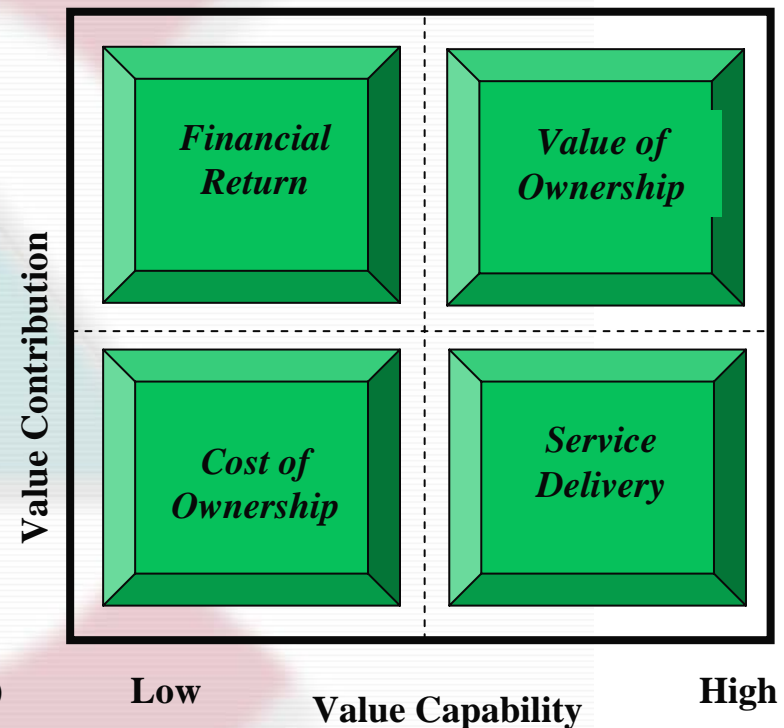 Financial
Return
Value of
Ownership
Value Contribution
Cost of
Ownership
Service
Delivery
Low
Value Capability
High